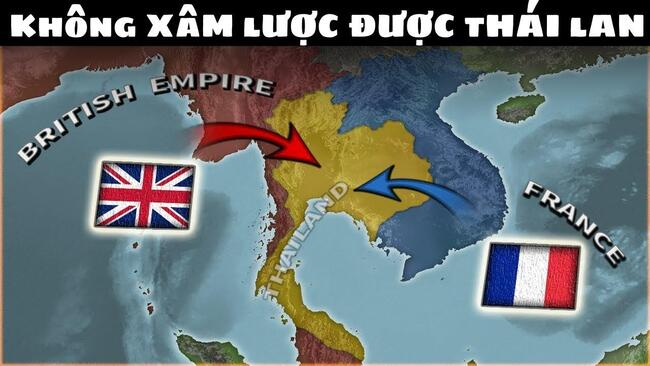 Không XÂM LƯỢC ĐƯỢC tHÁI LAN
BRITISH EMPIRE
THAILAND
FRANCE